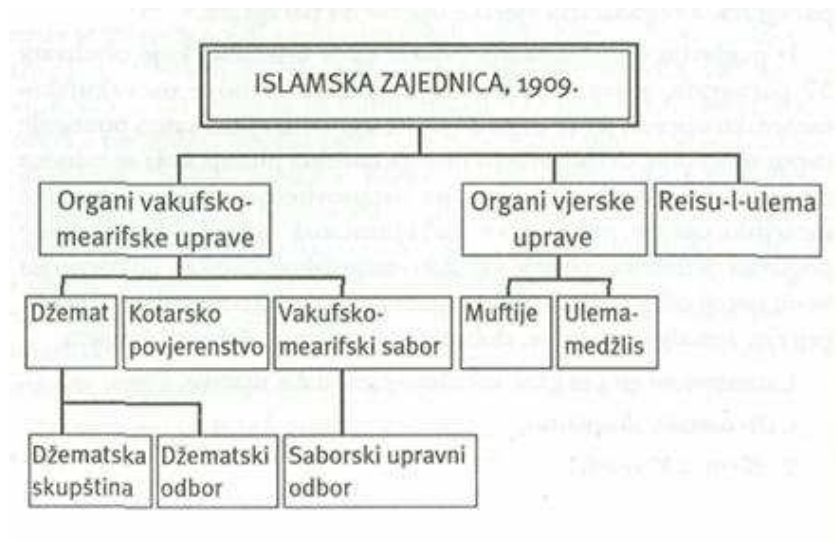 ISLAMSKA ZAJEDNICA, 1909.
Organi vakufsko-
mearifske uprave
Organi vjerske
uprave
Reisu-l-ulema
Džemat
Kotarsko
povjerenstvo
Vakufsko-
mearifski sabor
Muftije
Ulema-
medžlis
Džematska
skupština
Džematski
odbor
Saborski upravni
odbor